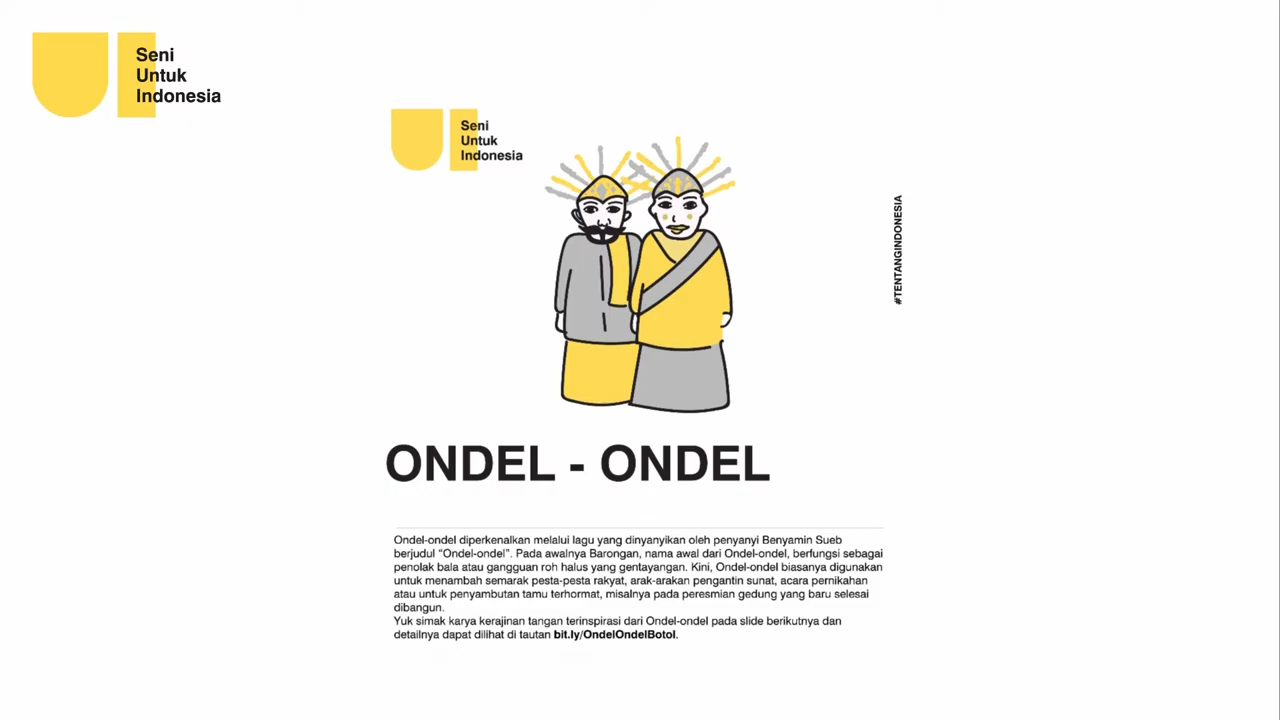 Seni
Untuk
Indonesia
Seni
Untuk
Indonesia
#TENTANGINDONESIA
ONDEL - ONDEL
Ondel-ondel diperkenalkan melalui lagu yang dinyanyikan oleh penyanyi Benyamin Sueb
berjudul “Ondel-ondel”. Pada awalnya Barongan, nama awal dari Ondel-ondel, berfungsi sebagai
penolak bala atau gangguan roh halus yang gentayangan. Kini, Ondel-ondel biasanya digunakan
untuk menambah semarak pesta-pesta rakyat, arak-arakan pengantin sunat, acara pernikahan
atau untuk penyambutan tamu terhormat, misalnya pada peresmian gedung yang baru selesai
dibangun.
Yuk simak karya kerajinan tangan terinspirasi dari Ondel-ondel pada slide berikutnya dan
detailnya dapat dilihat di tautan bit.ly/OndelOndelBotol.